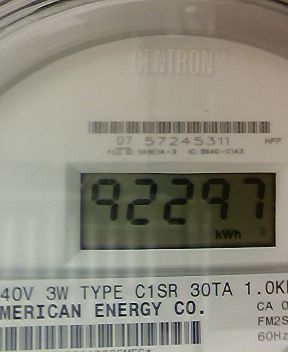 CENTRON®
07 57245311 HPP
92297
kWh
40V 3W TYPE C1SR 30TA 1.0K
MERICAN ENERGY CO.
CA 0
FM2S
60Hz